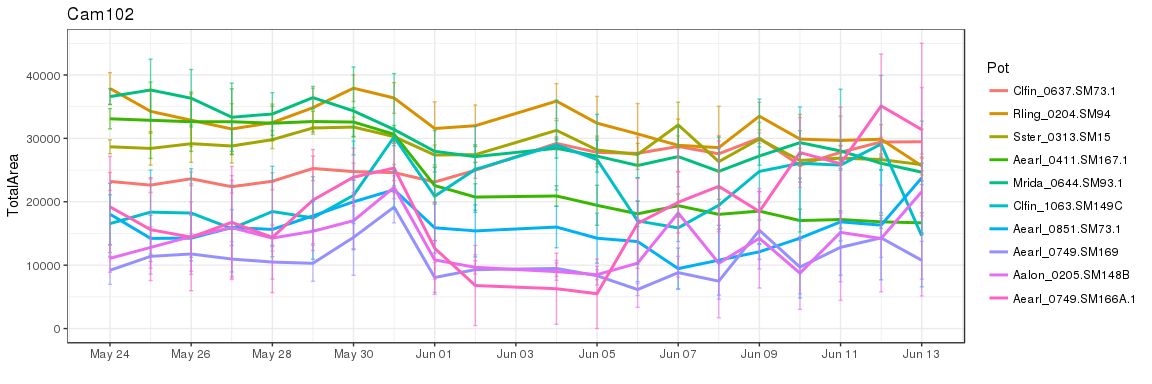 Cam102
TotalArea
40000
30000
20000
10000
0
May 24
May 26
May 28
May 30
Jun 01
Jun 03
Jun 05
Jun 07
Jun 09
Jun 11
Jun 13
Pot
Clfin_0637.SM73.1
Rling_0204.SM94
Sster_0313.SM15
Aearl_0411.SM167.1
Mrida_0644.SM93.1
Clfin_1063.SM149C
Aearl_0851.SM73.1
Aearl_0749.SM169
Aalon_0205.SM148B
Aearl_0749.SM166A.1